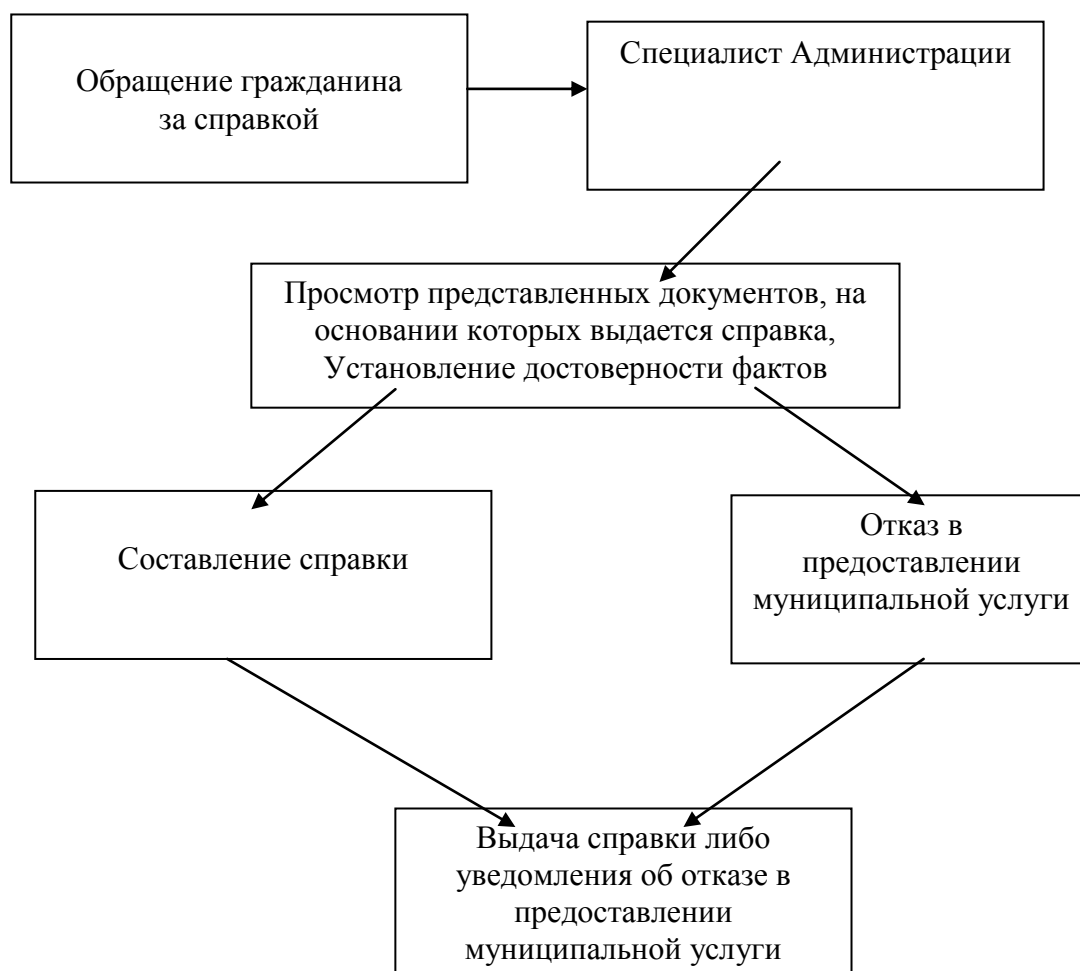 Обращение гражданина
за справкой
Специалист Администрации
Просмотр представленных документов, на
основании которых выдается справка,
Установление достоверности фактов
Составление справки
Отказ в
предоставлении
муниципальной услуги
Выдача справки либо
уведомления об отказе в
предоставлении
муниципальной услуги